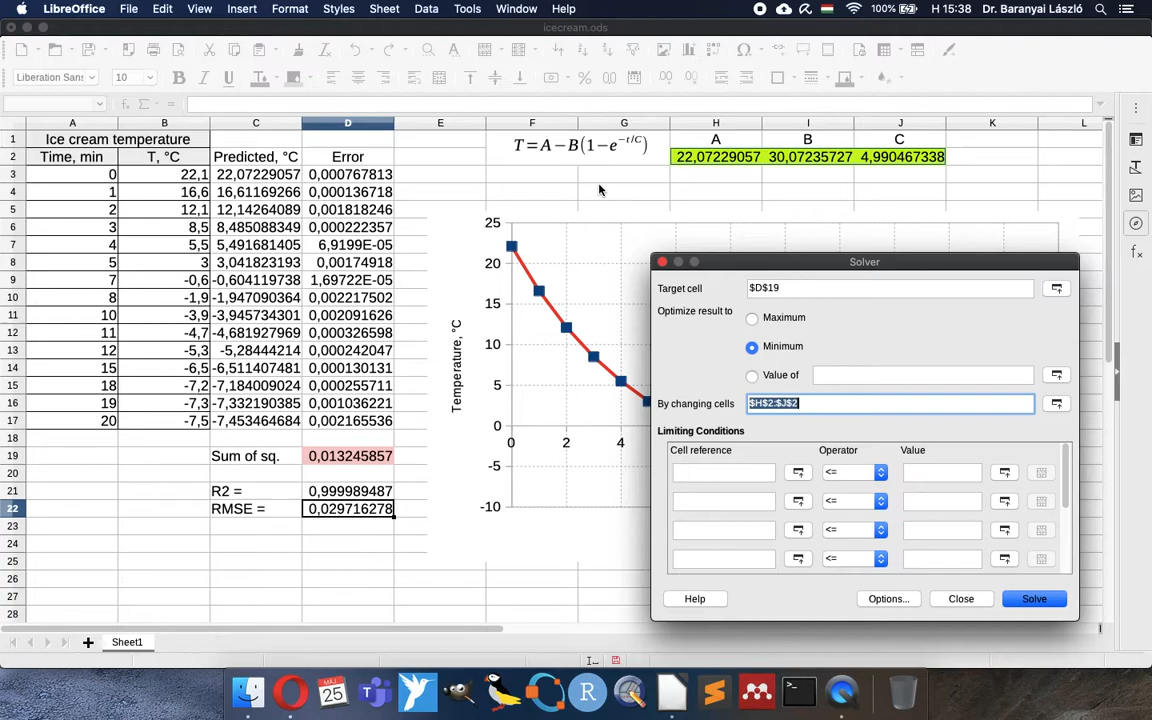 LibreOffice File Edit View Insert Format Styles Sheet Data Tools Window Help 100% H 15:38 Dr. Baranyai László
icecream.ods
Liberation Sans 10
A B C D E F G H I J K L
1 Ice cream temperature T = A − B(1 − e^−t/C) A B C
2 Time, min T, °C Predicted, °C Error 22,07229057 30,07235727 4,990467338
3 0 22,1 22,07229057 0,000767813
4 1 16,6 16,61169266 0,000136718
5 2 12,1 12,14264089 0,001818246
6 3 8,5 8,485088349 0,000222357
7 4 5,5 5,491681405 6,9199E-05
8 5 3 3,041823193 0,00174918
9 7 -0,6 -0,604119738 1,69722E-05
10 8 -1,9 -1,947090364 0,002217502
11 10 -3,9 -3,945734301 0,002091626
12 11 -4,7 -4,681927969 0,000326598
13 12 -5,3 -5,28444214 0,000242047
14 15 -6,5 -6,511407481 0,000130131
15 18 -7,2 -7,184009024 0,000255711
16 19 -7,3 -7,332190385 0,001036221
17 20 -7,5 -7,453464684 0,002165536
18
19 Sum of sq. 0,013245857
20
21 R2 = 0,999989487
22 RMSE = 0,029716278
23
24
25
26
27
28
Temperature, °C
25
20
15
10
5
0
-5
-10
0 2 4
Solver
Target cell $D$19
Optimize result to Maximum
Minimum
Value of
By changing cells $H$2:$J$2
Limiting Conditions
Cell reference Operator Value
<=
<=
<=
<=
Help Options... Close Solve
Sheet1
MÁJ
25